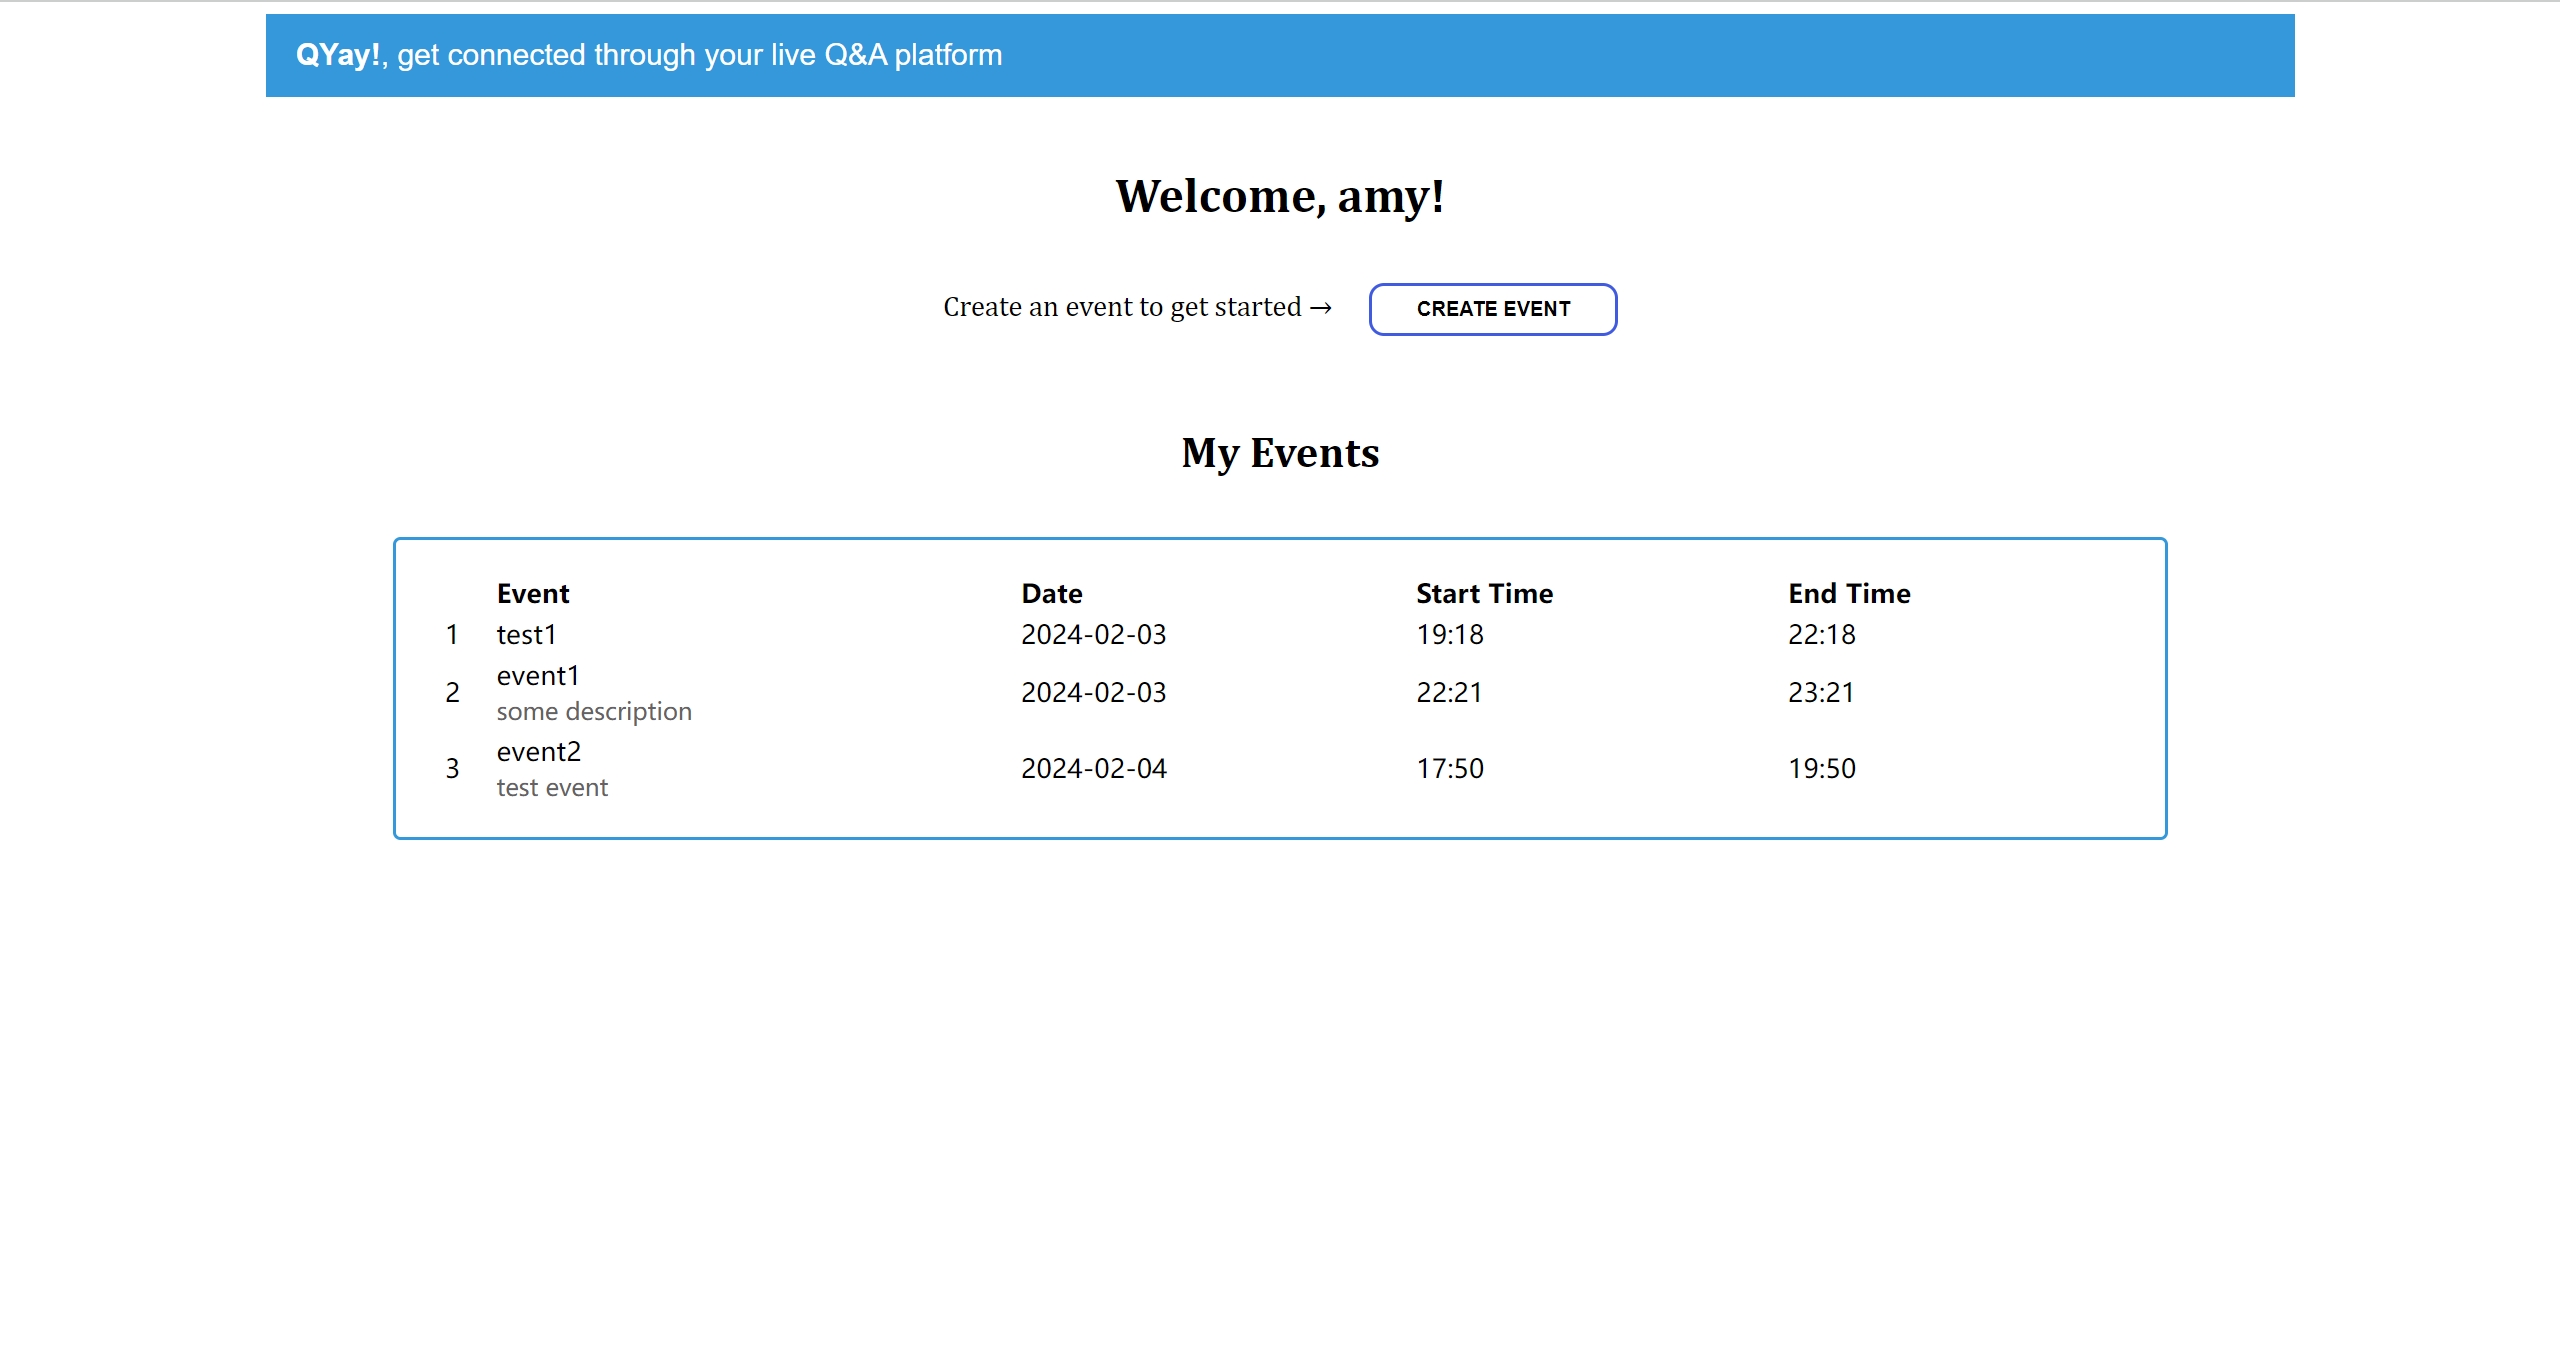 QYay!, get connected through your live Q&A platform
Welcome, amy!
Create an event to get started → CREATE EVENT
My Events
Event Date Start Time End Time
1 test1 2024-02-03 19:18 22:18
2 event1 2024-02-03 22:21 23:21
some description
3 event2 2024-02-04 17:50 19:50
test event